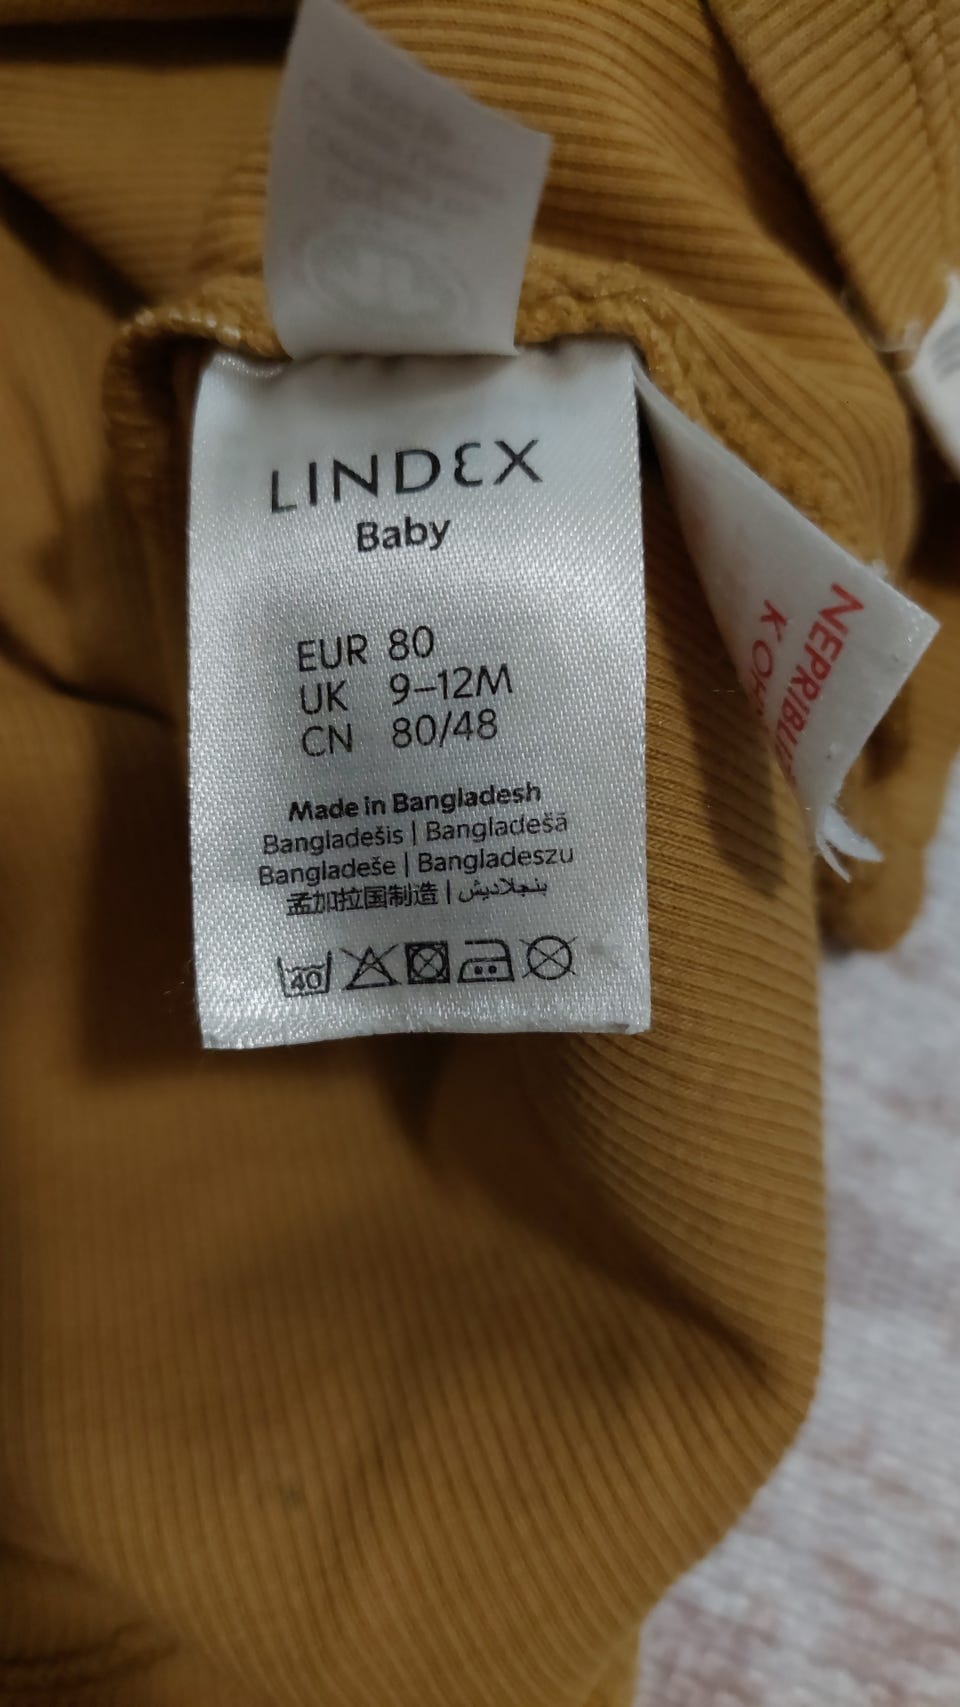 LINDEX
Baby
EUR 80
UK 9–12M
CN 80/48
Made in Bangladesh
Bangladešis | Bangladešā
Bangladeše | Bangladeszu
孟加拉国制造 | بنجلاديش
40
K